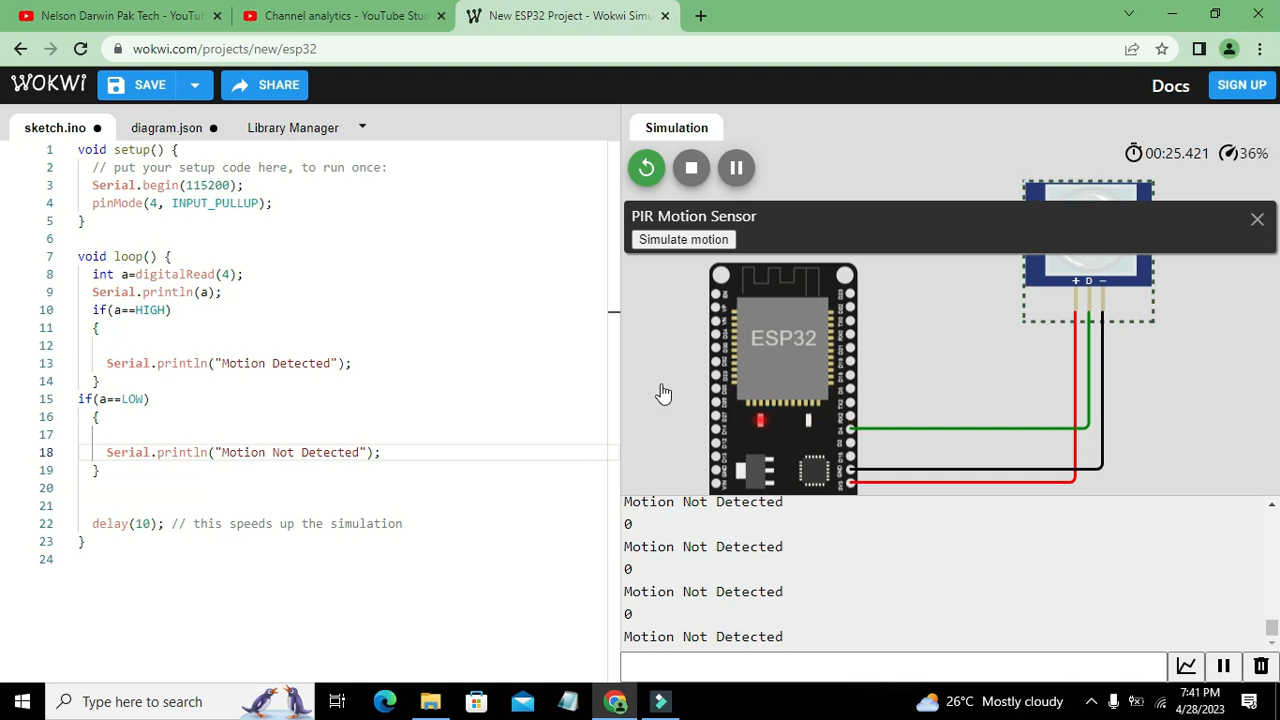 Nelson Darwin Pak Tech - YouTub
Channel analytics - YouTube Stu
New ESP32 Project - Wokwi Simu
wokwi.com/projects/new/esp32
WOKWI
SAVE
SHARE
Docs
SIGN UP
sketch.ino
diagram.json
Library Manager
Simulation
1 void setup() {
2 // put your setup code here, to run once:
3 Serial.begin(115200);
4 pinMode(4, INPUT_PULLUP);
5 }
6
7 void loop() {
8 int a=digitalRead(4);
9 Serial.println(a);
10 if(a==HIGH)
11 {
12
13 Serial.println("Motion Detected");
14 }
15 if(a==LOW)
16 {
17
18 Serial.println("Motion Not Detected");
19 }
20
21
22 delay(10); // this speeds up the simulation
23 }
24
00:25.421
36%
PIR Motion Sensor
Simulate motion
+ D −
ESP32
Motion Not Detected
0
Motion Not Detected
0
Motion Not Detected
0
Motion Not Detected
Type here to search
26°C Mostly cloudy
7:41 PM
4/28/2023